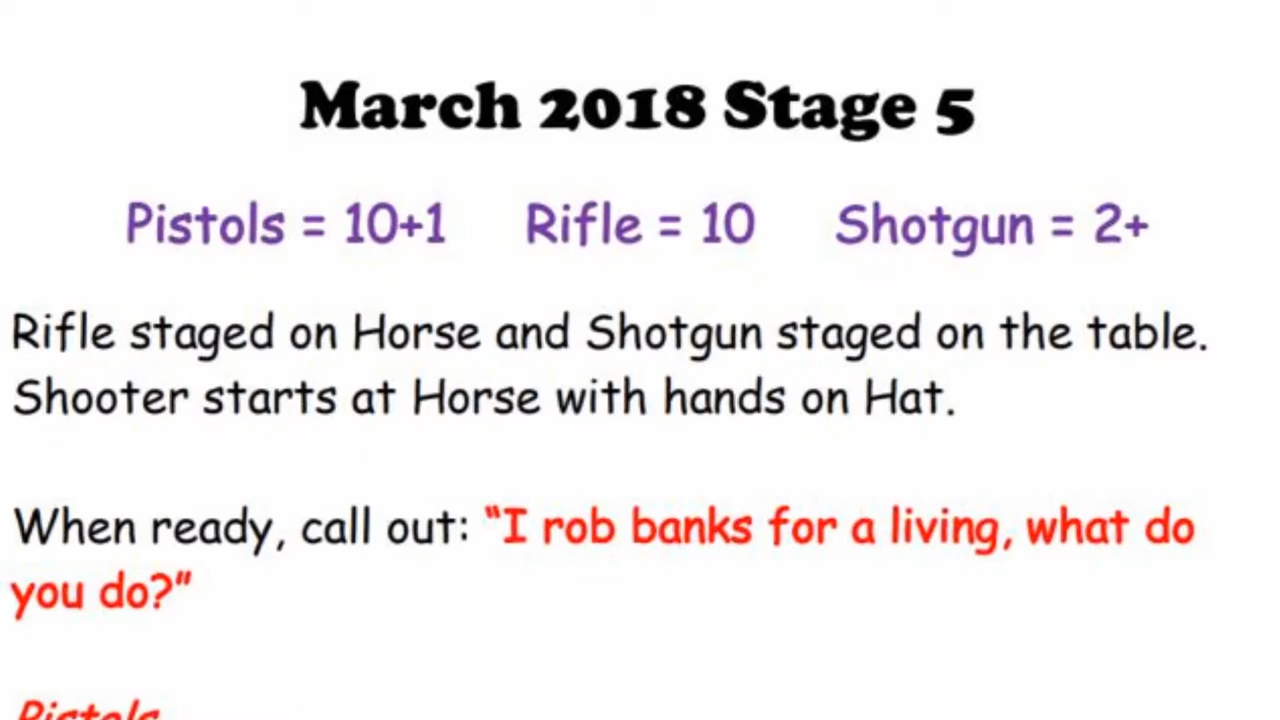 March 2018 Stage 5
Pistols = 10+1 Rifle = 10 Shotgun = 2+
Rifle staged on Horse and Shotgun staged on the table.
Shooter starts at Horse with hands on Hat.
When ready, call out: “I rob banks for a living, what do
you do?”
Pistols